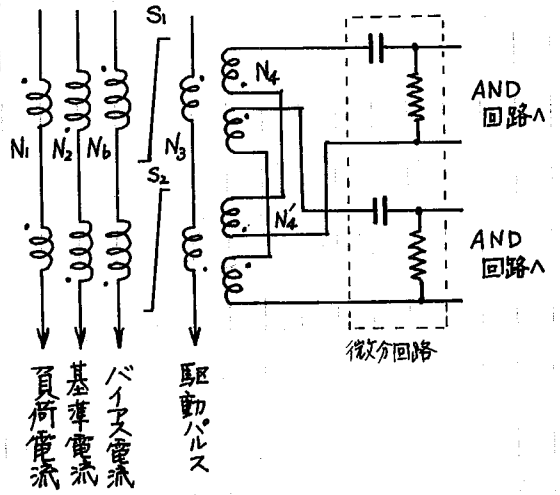 S1
N1
N2
Nb
N3
N4
S2
N4'
AND
回路へ
AND
回路へ
微分回路
負荷電流
基準電流
バイアス電流
駆動パルス